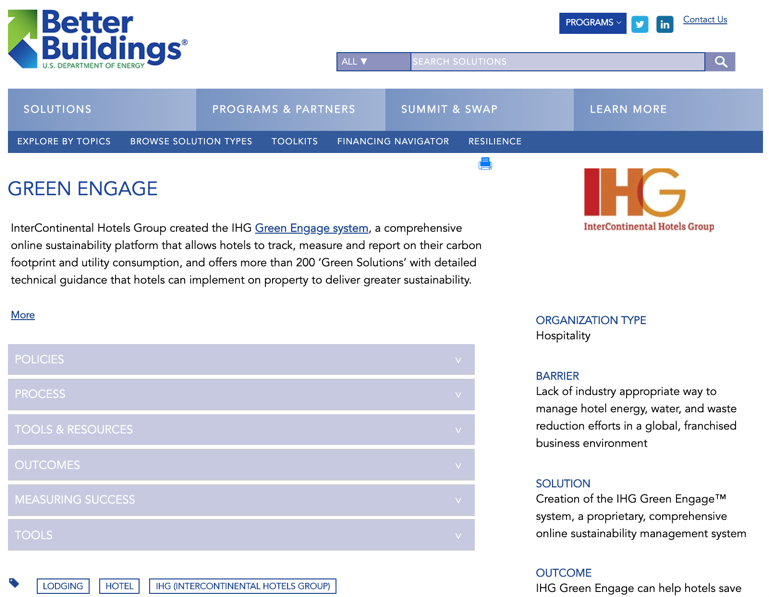 Better
Buildings®
U.S. DEPARTMENT OF ENERGY
PROGRAMS
Contact Us
ALL ▼
SEARCH SOLUTIONS
SOLUTIONS
PROGRAMS & PARTNERS
SUMMIT & SWAP
LEARN MORE
EXPLORE BY TOPICS
BROWSE SOLUTION TYPES
TOOLKITS
FINANCING NAVIGATOR
RESILIENCE
GREEN ENGAGE
InterContinental Hotels Group created the IHG Green Engage system, a comprehensive
online sustainability platform that allows hotels to track, measure and report on their carbon
footprint and utility consumption, and offers more than 200 ‘Green Solutions’ with detailed
technical guidance that hotels can implement on property to deliver greater sustainability.
More
POLICIES
PROCESS
TOOLS & RESOURCES
OUTCOMES
MEASURING SUCCESS
TOOLS
LODGING
HOTEL
IHG (INTERCONTINENTAL HOTELS GROUP)
IHG
InterContinental Hotels Group
ORGANIZATION TYPE
Hospitality
BARRIER
Lack of industry appropriate way to
manage hotel energy, water, and waste
reduction efforts in a global, franchised
business environment
SOLUTION
Creation of the IHG Green Engage™
system, a proprietary, comprehensive
online sustainability management system
OUTCOME
IHG Green Engage can help hotels save